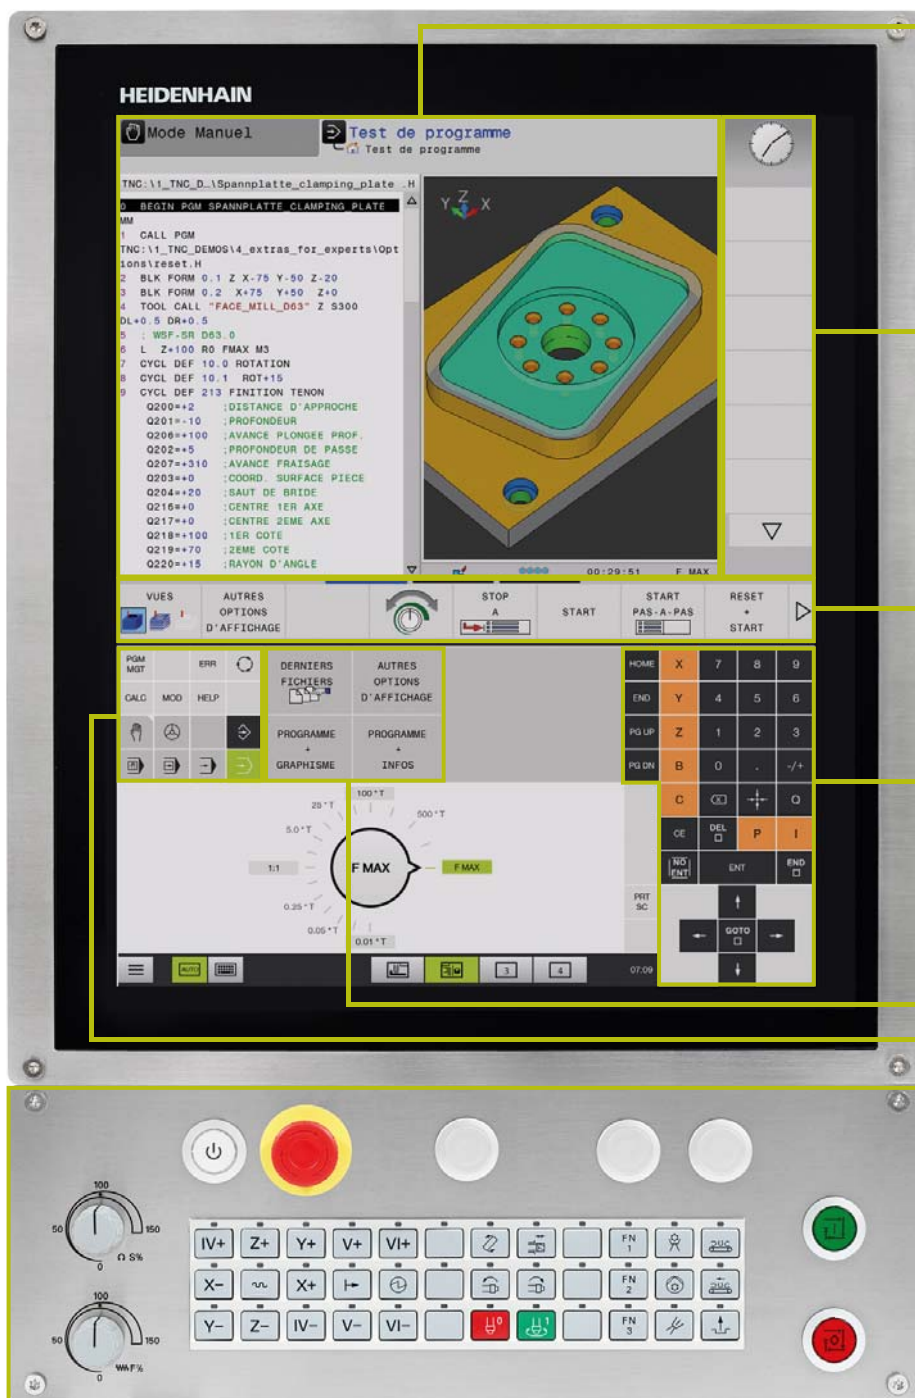 HEIDENHAIN
Mode Manuel
Test de programme
Test de programme
TNC:\1_TNC_D…\Spannplatte_clamping_plate .H
0 BEGIN PGM SPANNPLATTE_CLAMPING_PLATE
MM
1 CALL PGM
TNC:\1_TNC_DEMOS\4_extras_for_experts\Opt
ions\reset.H
2 BLK FORM 0.1 Z X-75 Y-50 Z-20
3 BLK FORM 0.2 X+75 Y+50 Z+0
4 TOOL CALL "FACE_MILL_D63" Z S300
DL+0.5 DR+0.5
5 ; WSF-SR D63.0
6 L Z+100 R0 FMAX M3
7 CYCL DEF 10.0 ROTATION
8 CYCL DEF 10.1 ROT+15
9 CYCL DEF 213 FINITION TENON
Q200=+2 ;DISTANCE D'APPROCHE
Q201=-10 ;PROFONDEUR
Q206=+100 ;AVANCE PLONGEE PROF.
Q202=+5 ;PROFONDEUR DE PASSE
Q207=+310 ;AVANCE FRAISAGE
Q203=+0 ;COORD. SURFACE PIECE
Q204=+20 ;SAUT DE BRIDE
Q216=+0 ;CENTRE 1ER AXE
Q217=+0 ;CENTRE 2EME AXE
Q218=+100 ;1ER COTE
Q219=+70 ;2EME COTE
Q220=+15 ;RAYON D'ANGLE
Y Z X
00:29:51 F MAX
VUES
AUTRES
OPTIONS
D'AFFICHAGE
STOP
A
START
START
PAS-A-PAS
RESET
+
START
PGM
MGT
ERR
CALC MOD HELP
DERNIERS
FICHIERS
AUTRES
OPTIONS
D'AFFICHAGE
PROGRAMME
+
GRAPHISME
PROGRAMME
+
INFOS
HOME X 7 8 9
END Y 4 5 6
PG UP Z 1 2 3
PG DN B 0 . -/+
C X Q
CE DEL P I
NO
ENT
ENT
END
GOTO
PRT
SC
100*T
20*T
500*T
5.0*T
1:1
F MAX
F MAX
0.25*T
0.05*T
0.01*T
AUTO
3 4 07:09
100
50 150
0
S%
100
50 150
0
F%
IV+ Z+ Y+ V+ VI+ FN
1
X- X+ FN
2
Y- Z- IV- V- VI- 0 1 FN
3